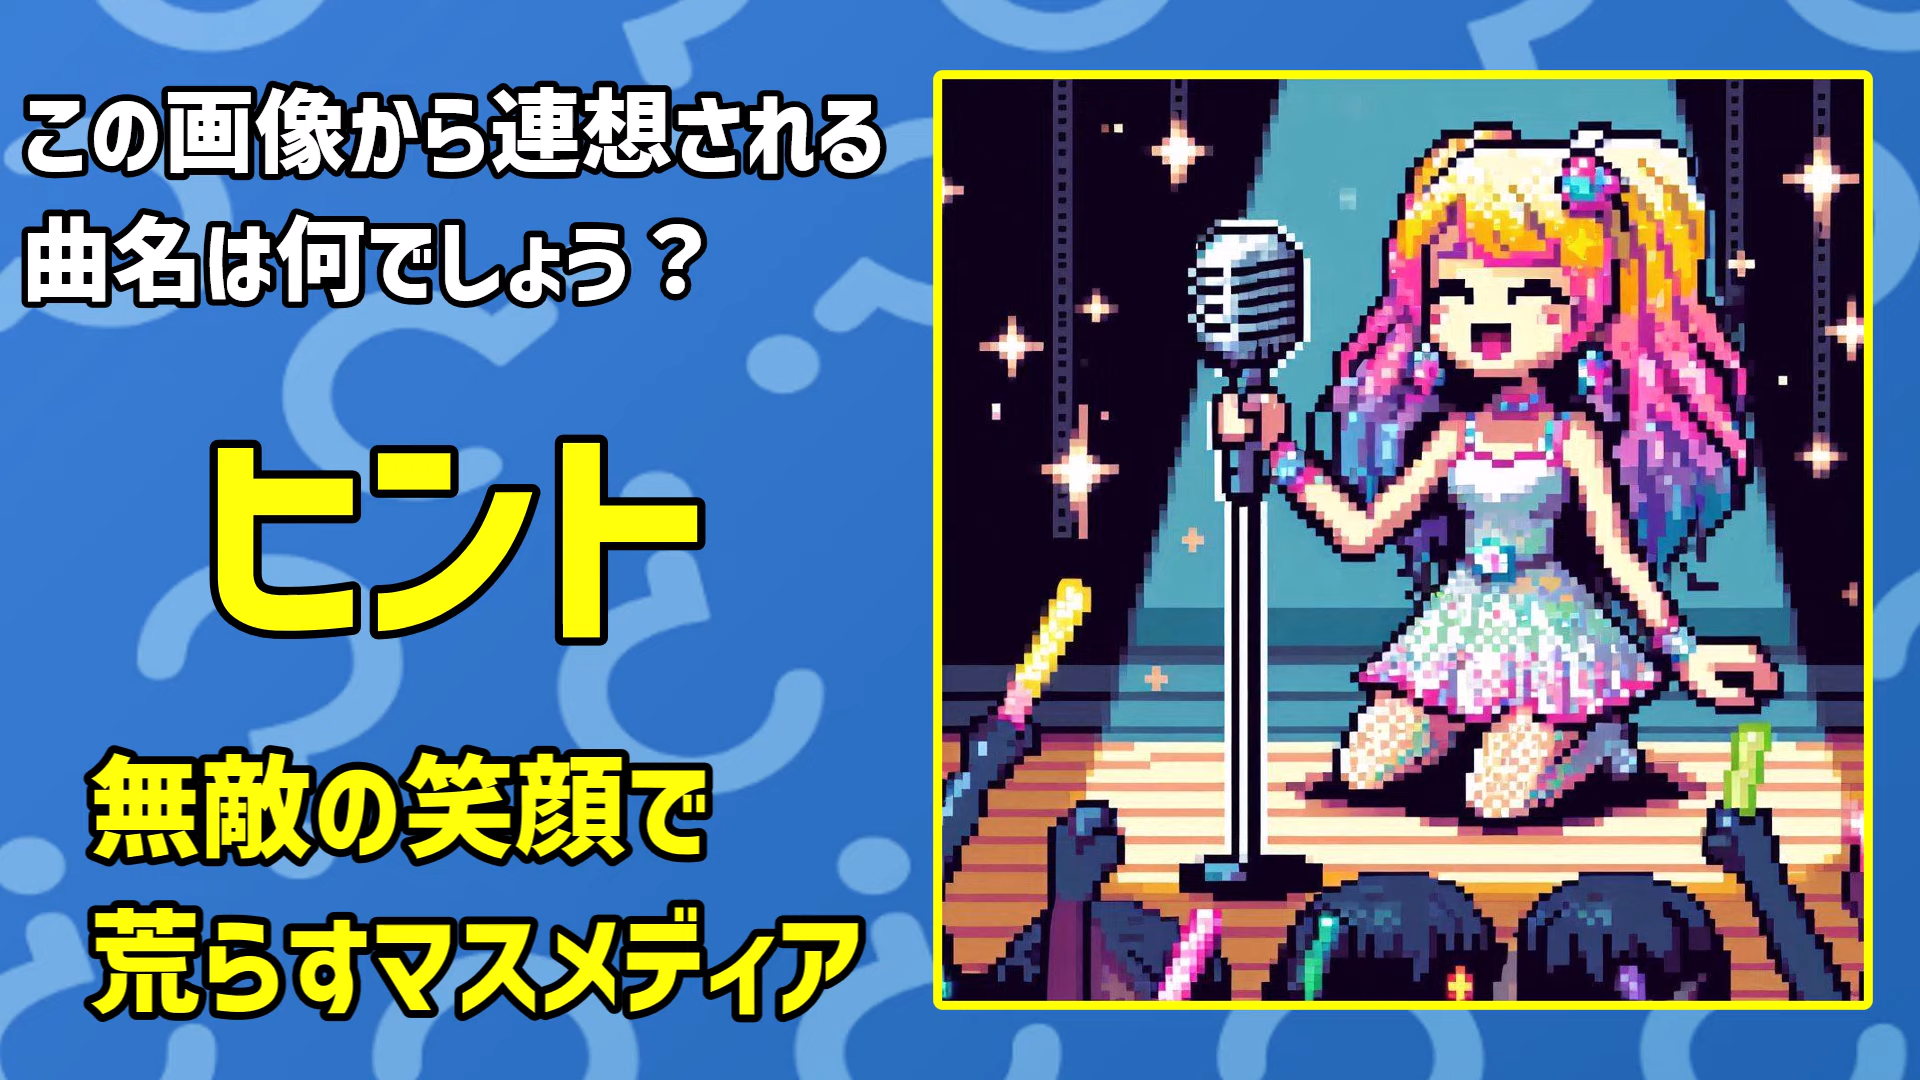 この画像から連想される
曲名は何でしょう？
ヒント
無敵の笑顔で
荒らすマスメディア